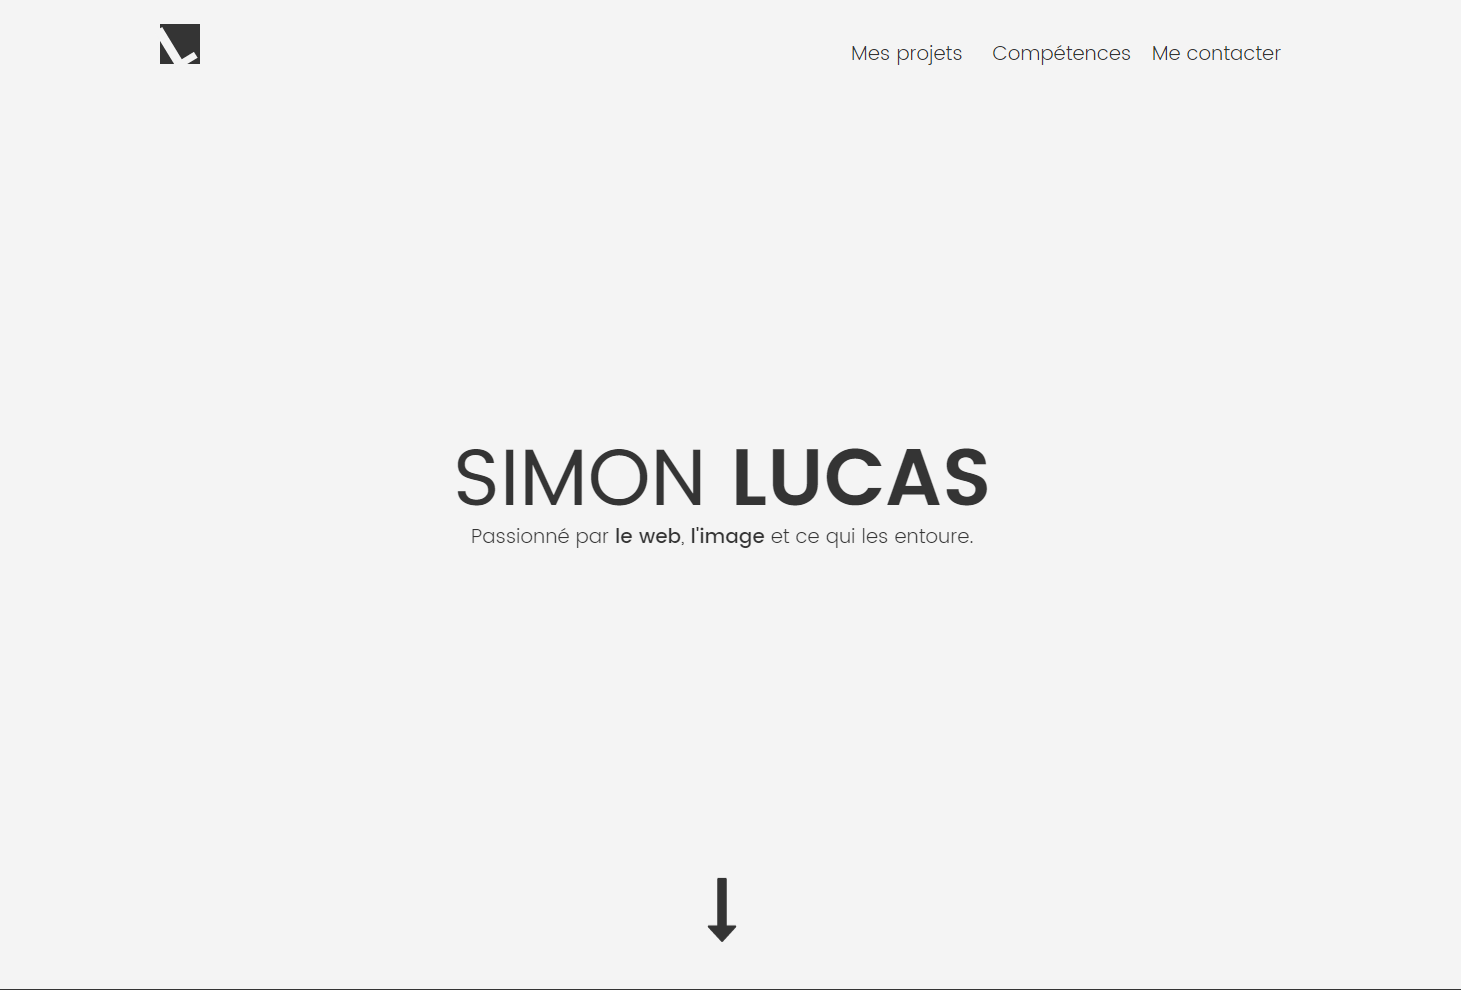 Mes projets Compétences Me contacter
SIMON LUCAS
Passionné par le web, l'image et ce qui les entoure.